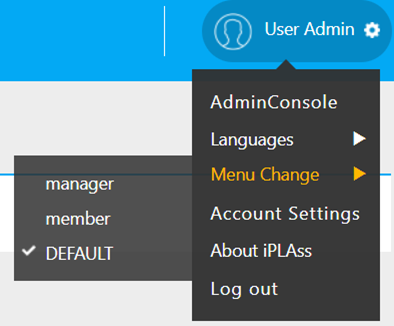 User Admin
AdminConsole
Languages
Menu Change
manager
member
DEFAULT
Account Settings
About iPLAss
Log out